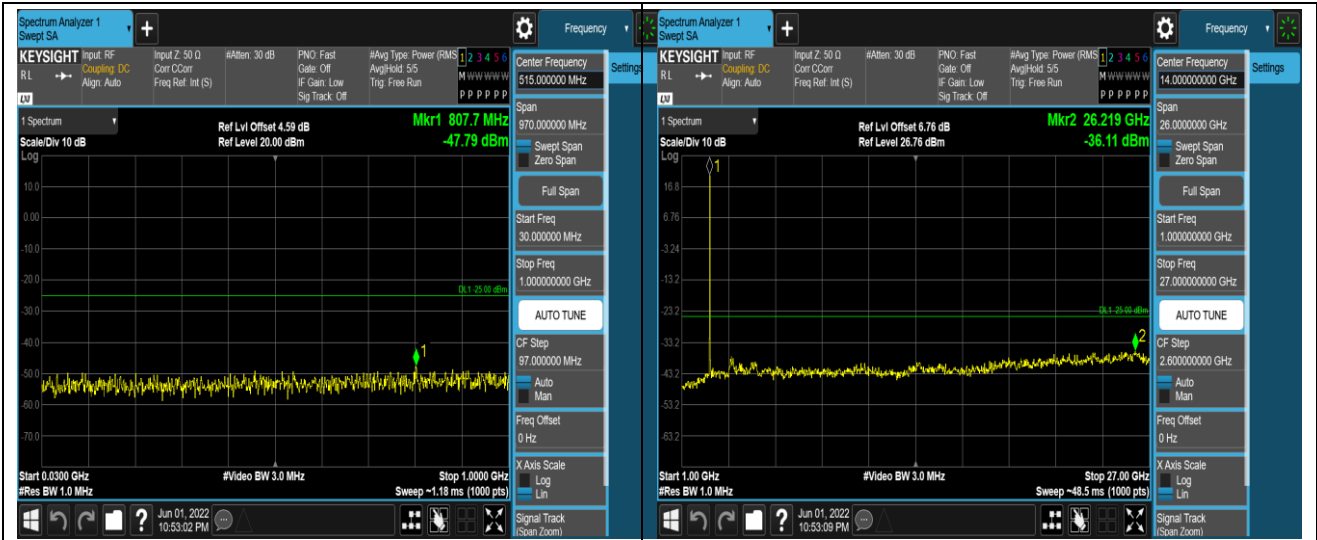 Spectrum Analyzer 1
Swept SA
+
Frequency
KEYSIGHT
RL
LXI
Input: RF
Coupling: DC
Align: Auto
Input Z: 50 Ω
Corr CCorr
Freq Ref: Int (S)
#Atten: 30 dB
PNO: Fast
Gate: Off
IF Gain: Low
Sig Track: Off
#Avg Type: Power (RMS
Avg|Hold: 5/5
Trig: Free Run
1 2 3 4 5 6
M W W W W W
P P P P P P
1 Spectrum
Scale/Div 10 dB
Log
Ref Lvl Offset 4.59 dB
Ref Level 20.00 dBm
Mkr1 807.7 MHz
-47.79 dBm
10.0
0.00
-10.0
-20.0
DL1 -25.00 dBm
-30.0
-40.0
1
-50.0
-60.0
-70.0
Start 0.0300 GHz
#Res BW 1.0 MHz
#Video BW 3.0 MHz
Stop 1.0000 GHz
Sweep ~1.18 ms (1000 pts)
Jun 01, 2022
10:53:02 PM
Center Frequency
515.000000 MHz
Span
970.000000 MHz
Swept Span
Zero Span
Full Span
Start Freq
30.000000 MHz
Stop Freq
1.000000000 GHz
AUTO TUNE
CF Step
97.000000 MHz
Auto
Man
Freq Offset
0 Hz
X Axis Scale
Log
Lin
Signal Track
(Span Zoom)
Settings
Spectrum Analyzer 1
Swept SA
+
Frequency
KEYSIGHT
RL
LXI
Input: RF
Coupling: DC
Align: Auto
Input Z: 50 Ω
Corr CCorr
Freq Ref: Int (S)
#Atten: 30 dB
PNO: Fast
Gate: Off
IF Gain: Low
Sig Track: Off
#Avg Type: Power (RMS
Avg|Hold: 5/5
Trig: Free Run
1 2 3 4 5 6
M W W W W W
P P P P P P
1 Spectrum
Scale/Div 10 dB
Log
Ref Lvl Offset 6.76 dB
Ref Level 26.76 dBm
Mkr2 26.219 GHz
-36.11 dBm
1
16.8
6.76
-3.24
-13.2
-23.2
DL1 -25.00 dBm
-33.2
2
-43.2
-53.2
-63.2
Start 1.00 GHz
#Res BW 1.0 MHz
#Video BW 3.0 MHz
Stop 27.00 GHz
Sweep ~48.5 ms (1000 pts)
Jun 01, 2022
10:53:09 PM
Center Frequency
14.000000000 GHz
Span
26.0000000 GHz
Swept Span
Zero Span
Full Span
Start Freq
1.000000000 GHz
Stop Freq
27.000000000 GHz
AUTO TUNE
CF Step
2.600000000 GHz
Auto
Man
Freq Offset
0 Hz
X Axis Scale
Log
Lin
Signal Track
(Span Zoom)
Settings